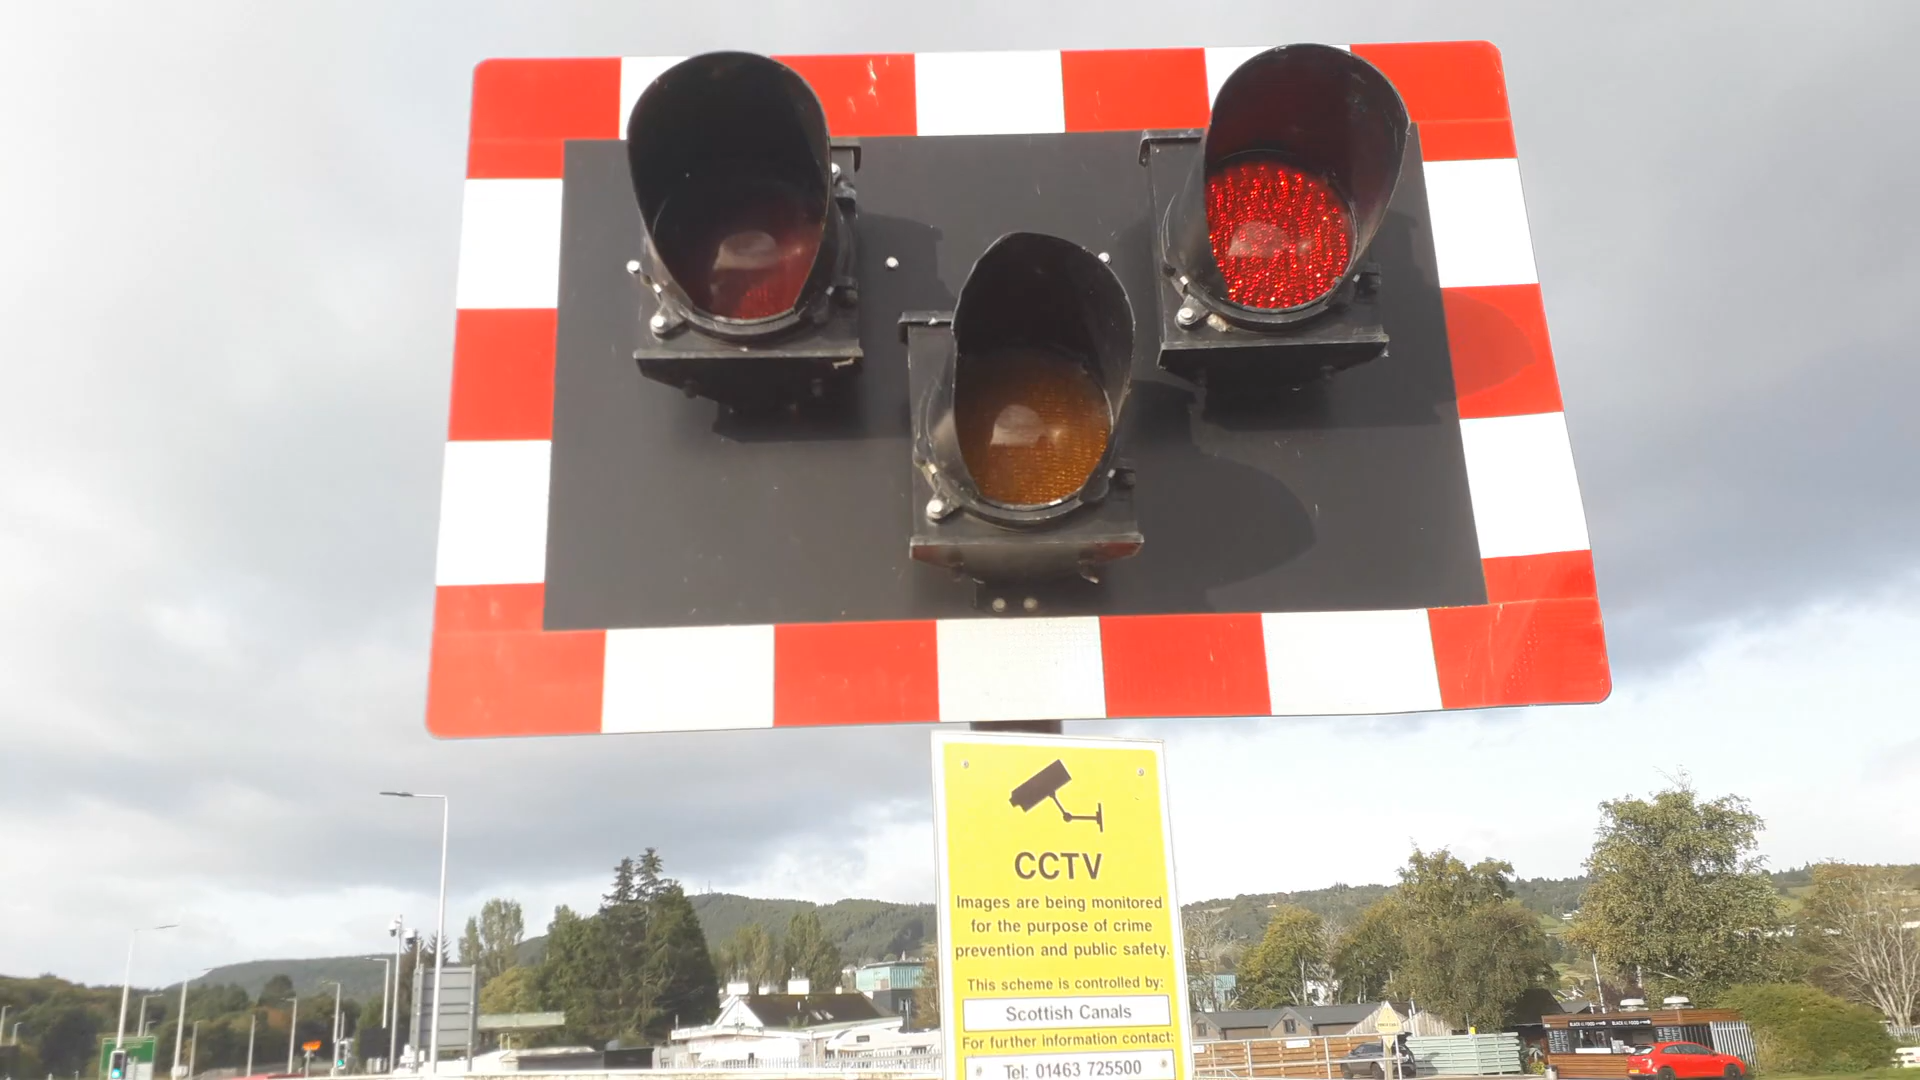 CCTV
Images are being monitored
for the purpose of crime
prevention and public safety.
This scheme is controlled by:
Scottish Canals
For further information contact:
Tel: 01463 725500